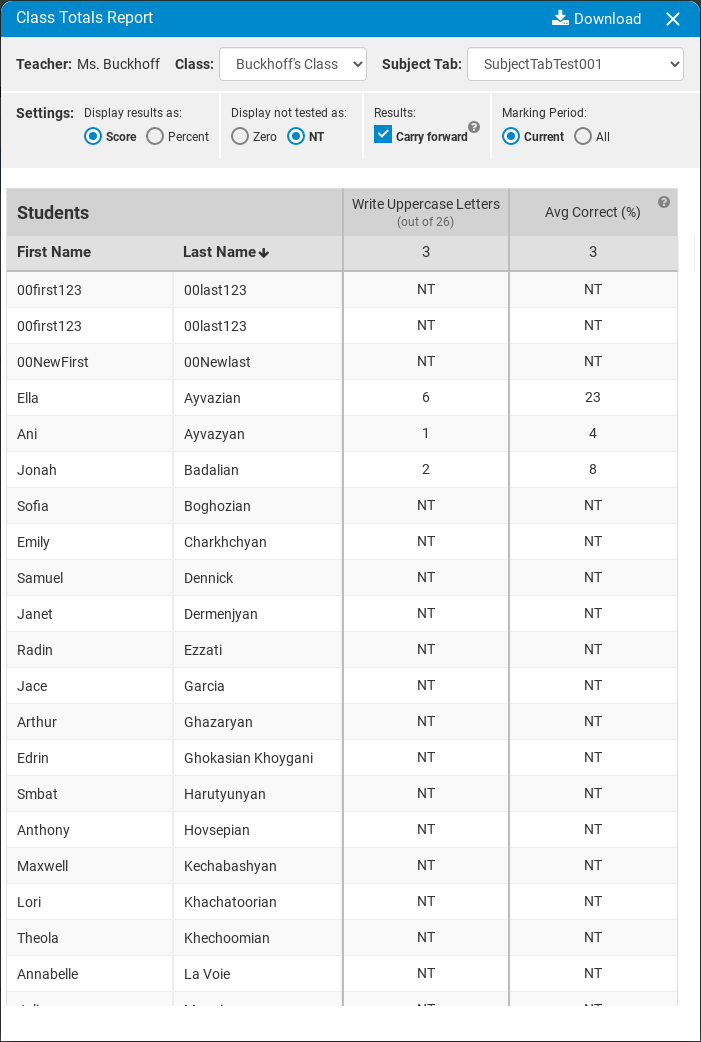 Class Totals Report Download
Teacher: Ms. Buckhoff Class: Buckhoff's Class Subject Tab: SubjectTabTest001
Settings: Display results as: Display not tested as: Results: Marking Period:
Score Percent Zero NT Carry forward ? Current All
Students Write Uppercase Letters (out of 26) Avg Correct (%) ?
First Name Last Name 3 3
00first123 00last123 NT NT
00first123 00last123 NT NT
00NewFirst 00Newlast NT NT
Ella Ayvazian 6 23
Ani Ayvazyan 1 4
Jonah Badalian 2 8
Sofia Boghozian NT NT
Emily Charkhchyan NT NT
Samuel Dennick NT NT
Janet Dermenjyan NT NT
Radin Ezzati NT NT
Jace Garcia NT NT
Arthur Ghazaryan NT NT
Edrin Ghokasian Khoygani NT NT
Smbat Harutyunyan NT NT
Anthony Hovsepian NT NT
Maxwell Kechabashyan NT NT
Lori Khachatoorian NT NT
Theola Khechoomian NT NT
Annabelle La Voie NT NT